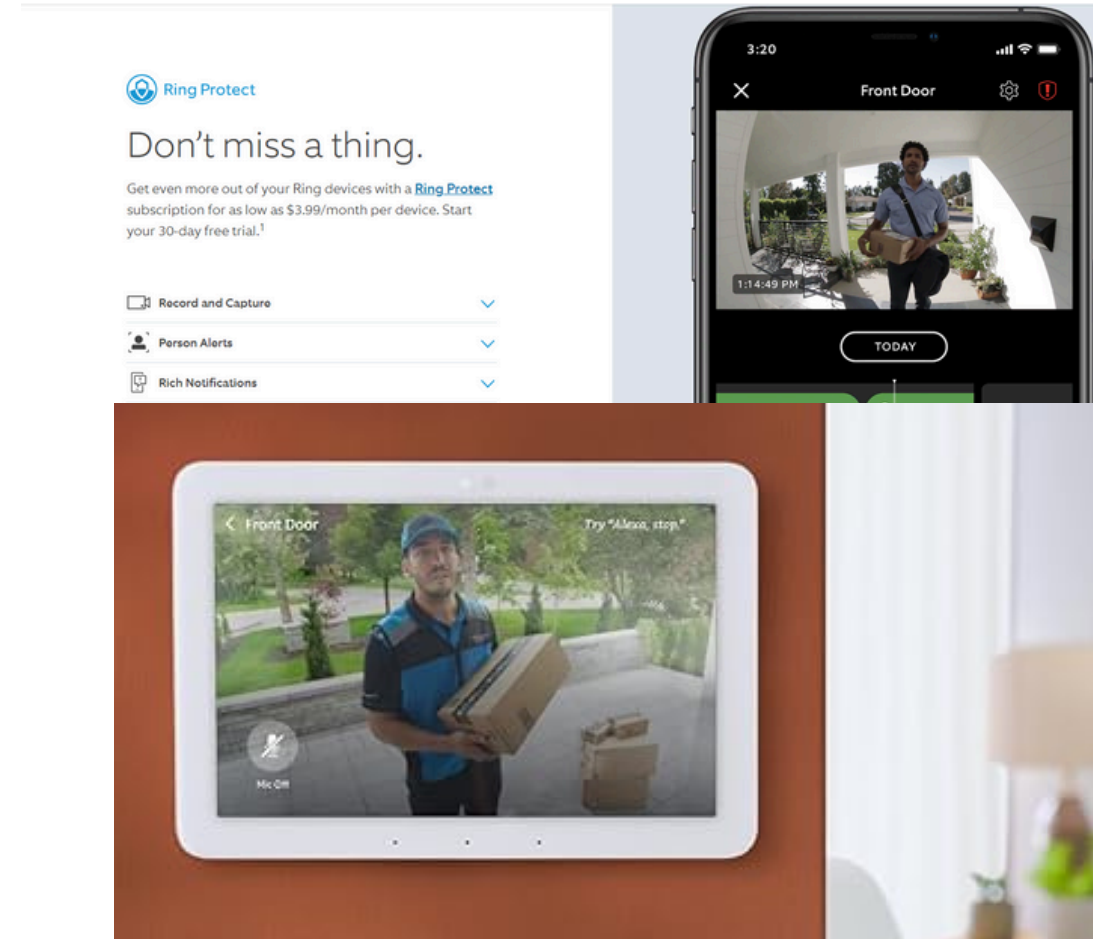 Ring Protect
Don't miss a thing.
Get even more out of your Ring devices with a Ring Protect
subscription for as low as $3.99/month per device. Start
your 30-day free trial.1
Record and Capture
Person Alerts
Rich Notifications
3:20
Front Door
1:14:49 PM
TODAY
Front Door
Try "Alexa, stop."
Mic Off